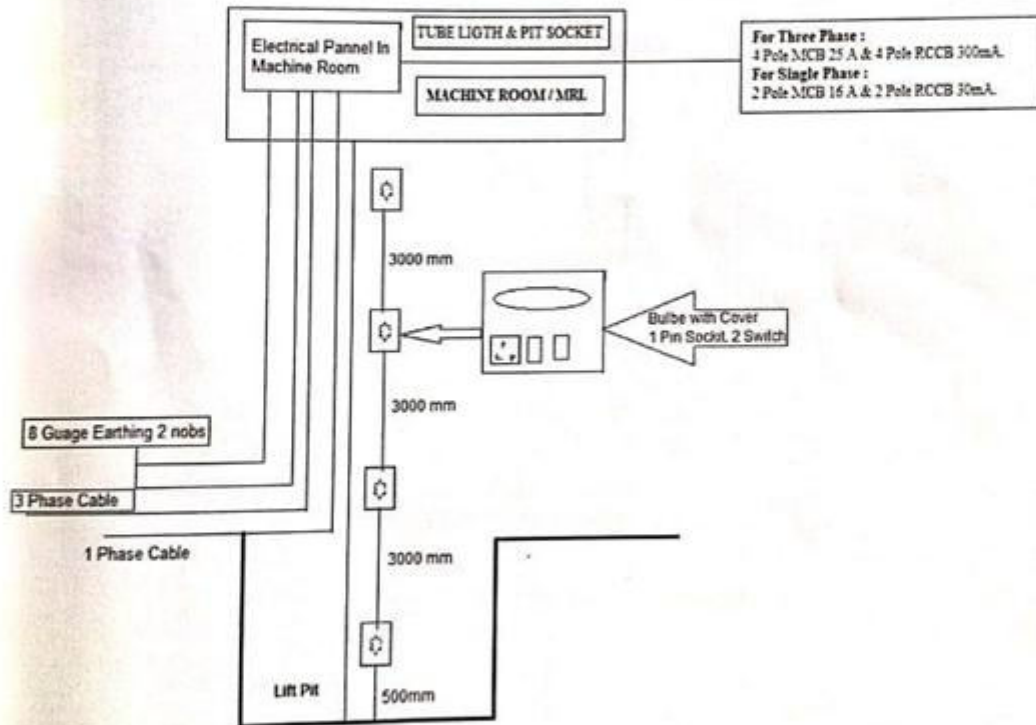 Electrical Pannel In
Machine Room
TUBE LIGTH & PIT SOCKET
MACHINE ROOM / MRL
For Three Phase :
4 Pole MCB 25 A & 4 Pole RCCB 300mA.
For Single Phase :
2 Pole MCB 16 A & 2 Pole RCCB 30mA.
3000 mm
Bulbe with Cover
1 Pin Sockit, 2 Switch
3000 mm
8 Guage Earthing 2 nobs
3 Phase Cable
1 Phase Cable
3000 mm
Lift Pit
500mm